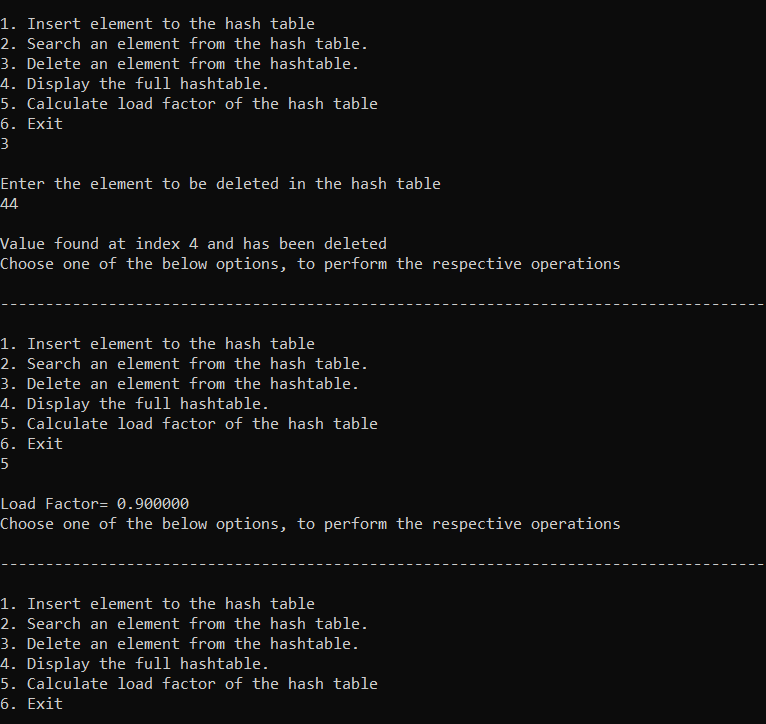 1. Insert element to the hash table
2. Search an element from the hash table.
3. Delete an element from the hashtable.
4. Display the full hashtable.
5. Calculate load factor of the hash table
6. Exit
3
Enter the element to be deleted in the hash table
44
Value found at index 4 and has been deleted
Choose one of the below options, to perform the respective operations
-------------------------------------------------------------------------------------
1. Insert element to the hash table
2. Search an element from the hash table.
3. Delete an element from the hashtable.
4. Display the full hashtable.
5. Calculate load factor of the hash table
6. Exit
5
Load Factor= 0.900000
Choose one of the below options, to perform the respective operations
-------------------------------------------------------------------------------------
1. Insert element to the hash table
2. Search an element from the hash table.
3. Delete an element from the hashtable.
4. Display the full hashtable.
5. Calculate load factor of the hash table
6. Exit